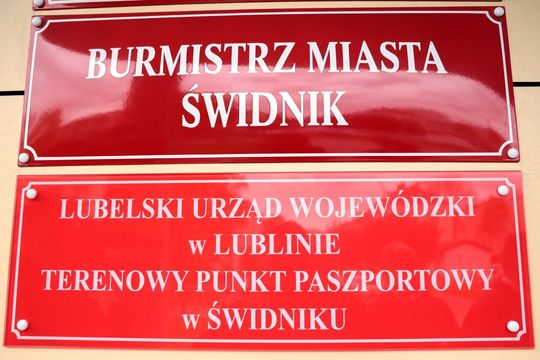 BURMISTRZ MIASTA
ŚWIDNIK
LUBELSKI URZĄD WOJEWÓDZKI
w LUBLINIE
TERENOWY PUNKT PASZPORTOWY
w ŚWIDNIKU